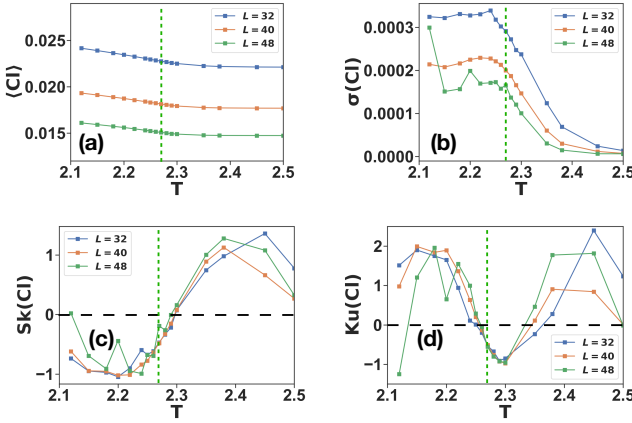 0.025
0.020
0.015
⟨CI⟩
L = 32
L = 40
L = 48
(a)
2.1 2.2 2.3 2.4 2.5
T
0.0003
0.0002
0.0001
0.0000
σ(CI)
L = 32
L = 40
L = 48
(b)
2.1 2.2 2.3 2.4 2.5
T
1
0
−1
Sk(CI)
L = 32
L = 40
L = 48
(c)
2.1 2.2 2.3 2.4 2.5
T
2
1
0
−1
Ku(CI)
L = 32
L = 40
L = 48
(d)
2.1 2.2 2.3 2.4 2.5
T